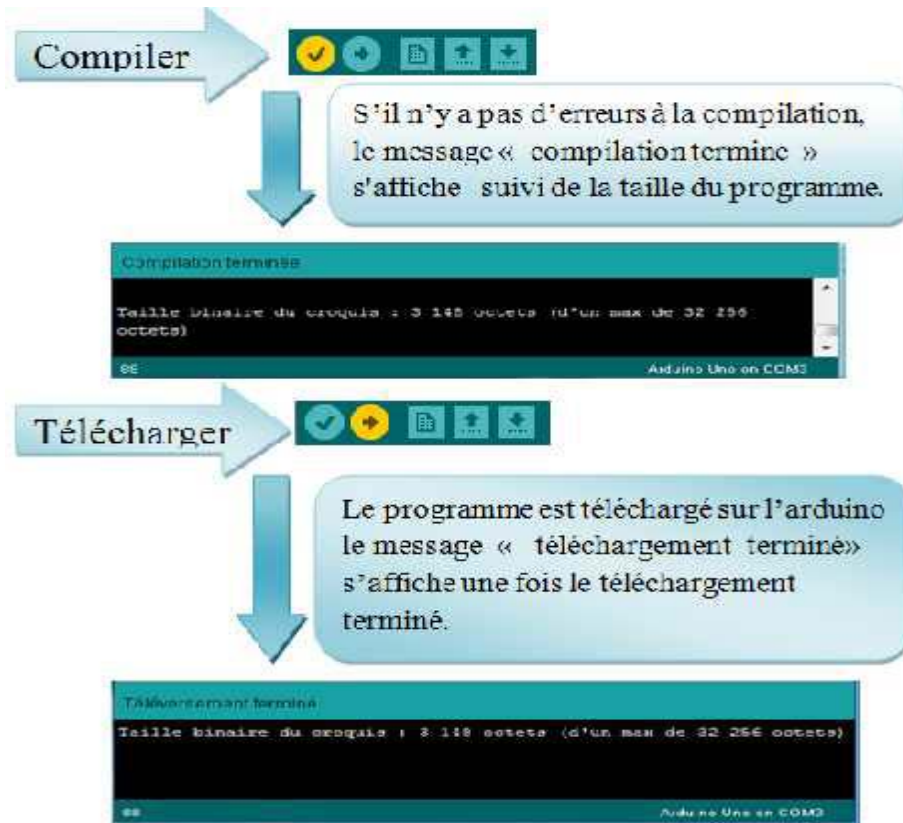 Compiler
S'il n'y a pas d'erreurs à la compilation,
le message « compilation termine »
s'affiche suivi de la taille du programme.
Compilation terminée
Taille binaire du croquis : 3 148 octets (d'un max de 32 256
octets)
Arduino Uno on COM3
Télécharger
Le programme est téléchargé sur l'arduino
le message « téléchargement terminé»
s'affiche une fois le téléchargement
terminé.
Téléversement terminé
Taille binaire du croquis : 3 148 octets (d'un max de 32 256 octets)
Arduino Uno on COM3